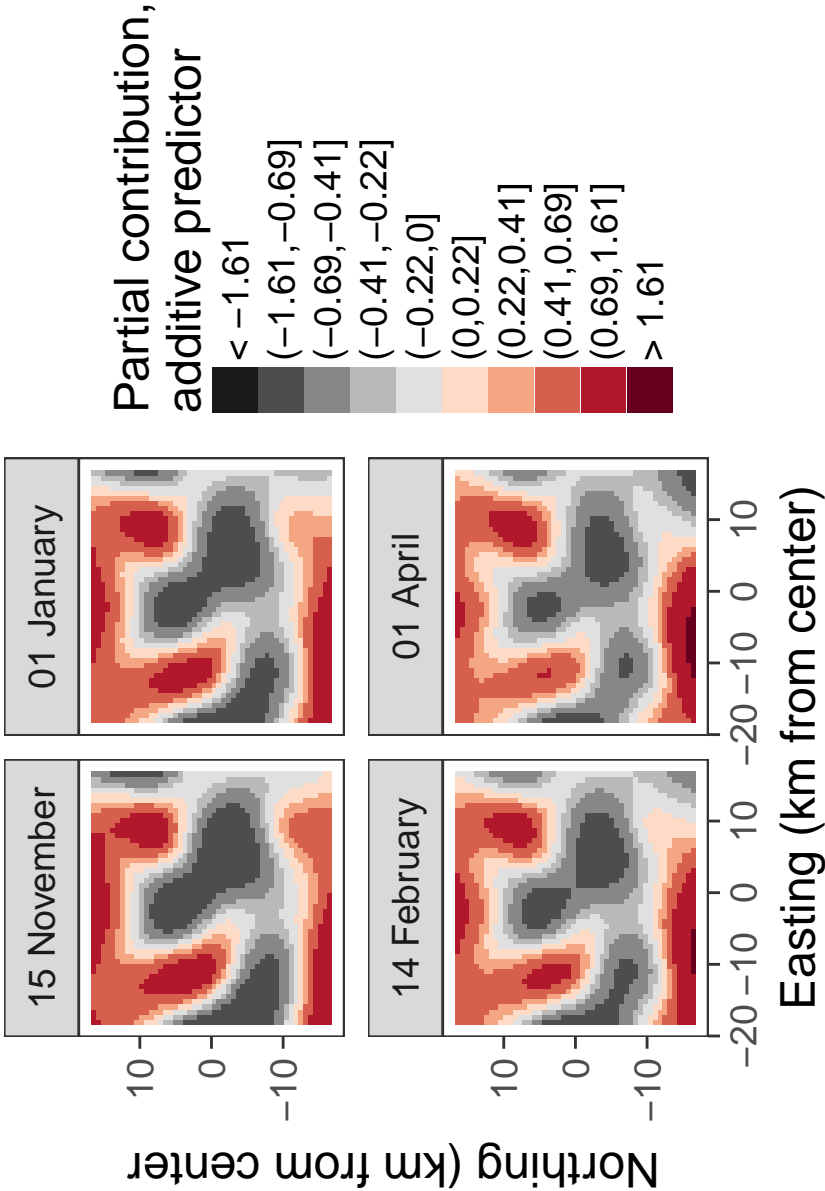 15 November
01 January
14 February
01 April
10
0
−10
10
0
−10
−20 −10 0 10
−20 −10 0 10
Easting (km from center)
Northing (km from center)
Partial contribution,
additive predictor
< −1.61
(−1.61,−0.69]
(−0.69,−0.41]
(−0.41,−0.22]
(−0.22,0]
(0,0.22]
(0.22,0.41]
(0.41,0.69]
(0.69,1.61]
> 1.61